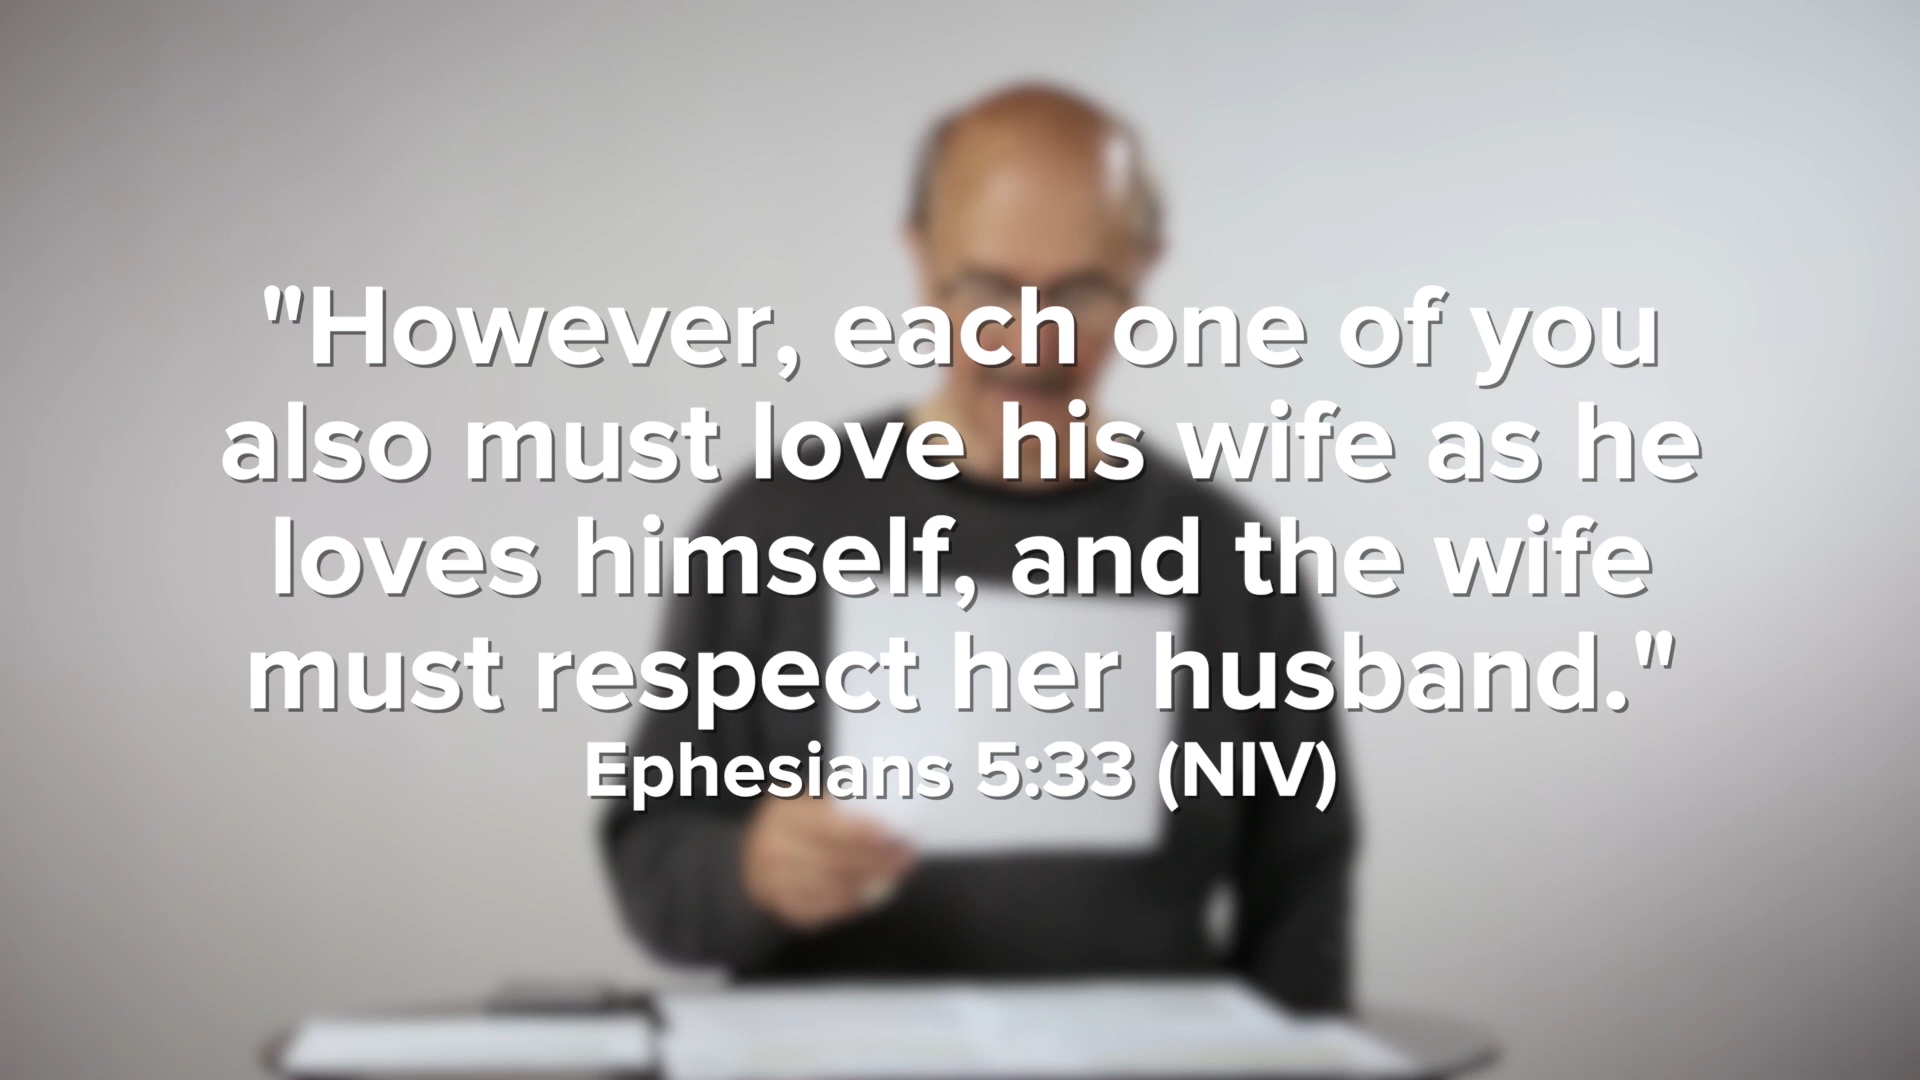 "However, each one of you
also must love his wife as he
loves himself, and the wife
must respect her husband."
Ephesians 5:33 (NIV)